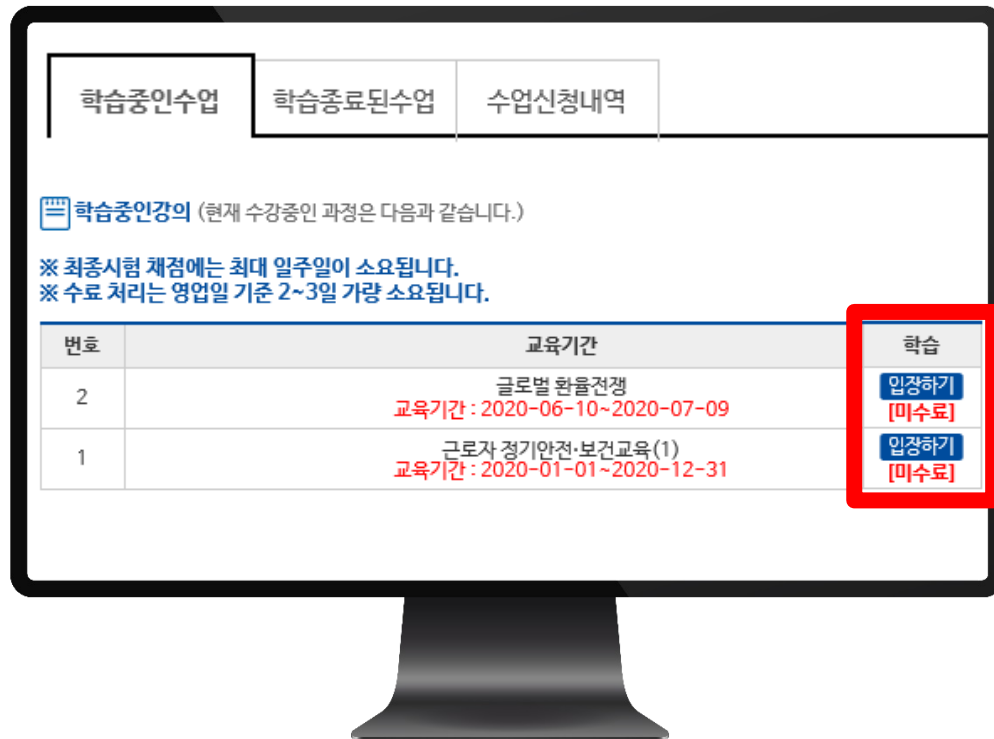 학습중인수업 학습종료된수업 수업신청내역
학습중인강의 (현재 수강중인 과정은 다음과 같습니다.)
※ 최종시험 채점에는 최대 일주일이 소요됩니다.
※ 수료 처리는 영업일 기준 2~3일 가량 소요됩니다.
번호 교육기간 학습
2 글로벌 환율전쟁 입장하기
교육기간 : 2020-06-10~2020-07-09 [미수료]
1 근로자 정기안전·보건교육(1) 입장하기
교육기간 : 2020-01-01~2020-12-31 [미수료]